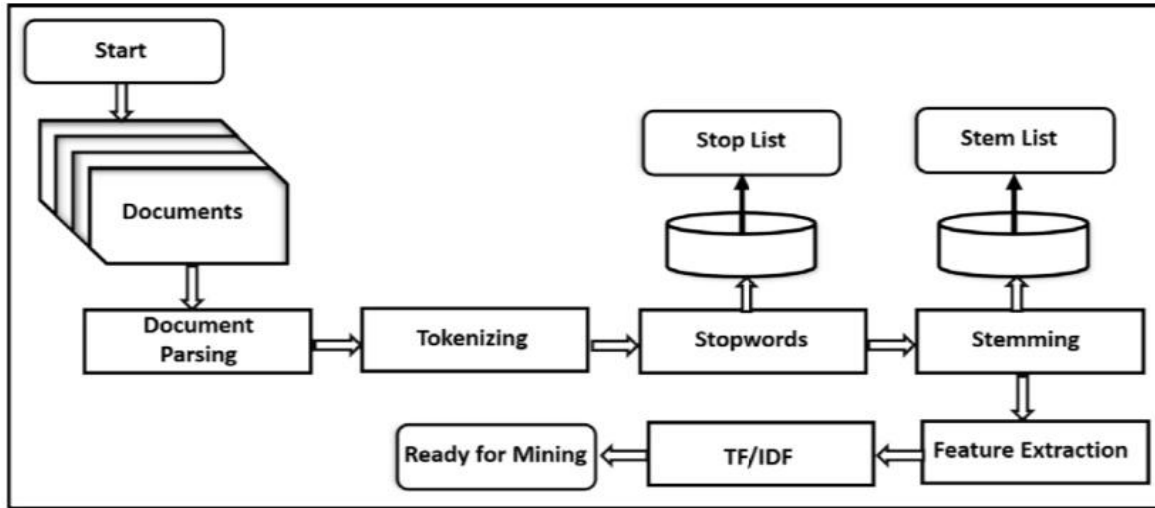 Start
Documents
Stop List
Stem List
Document
Parsing
Tokenizing
Stopwords
Stemming
Ready for Mining
TF/IDF
Feature Extraction